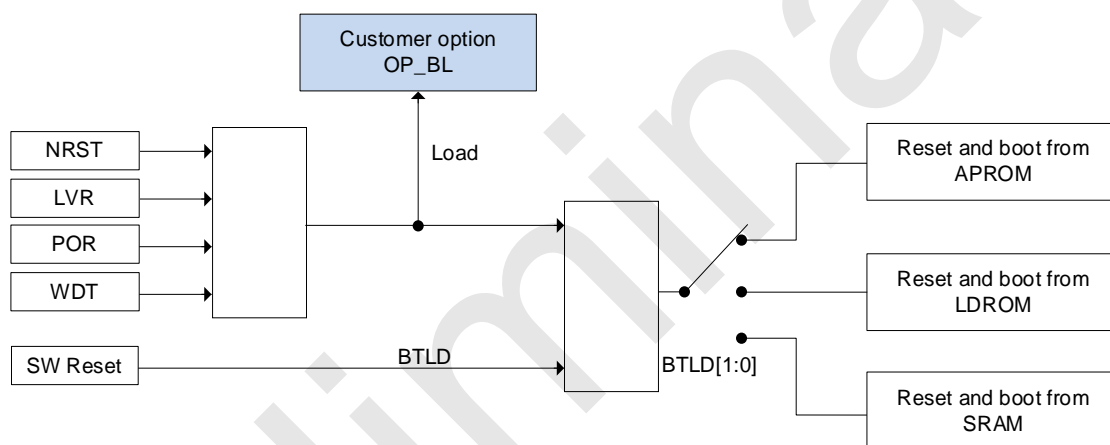 Customer option
OP_BL
NRST
LVR
POR
WDT
Load
SW Reset
BTLD
BTLD[1:0]
Reset and boot from
APROM
Reset and boot from
LDROM
Reset and boot from
SRAM